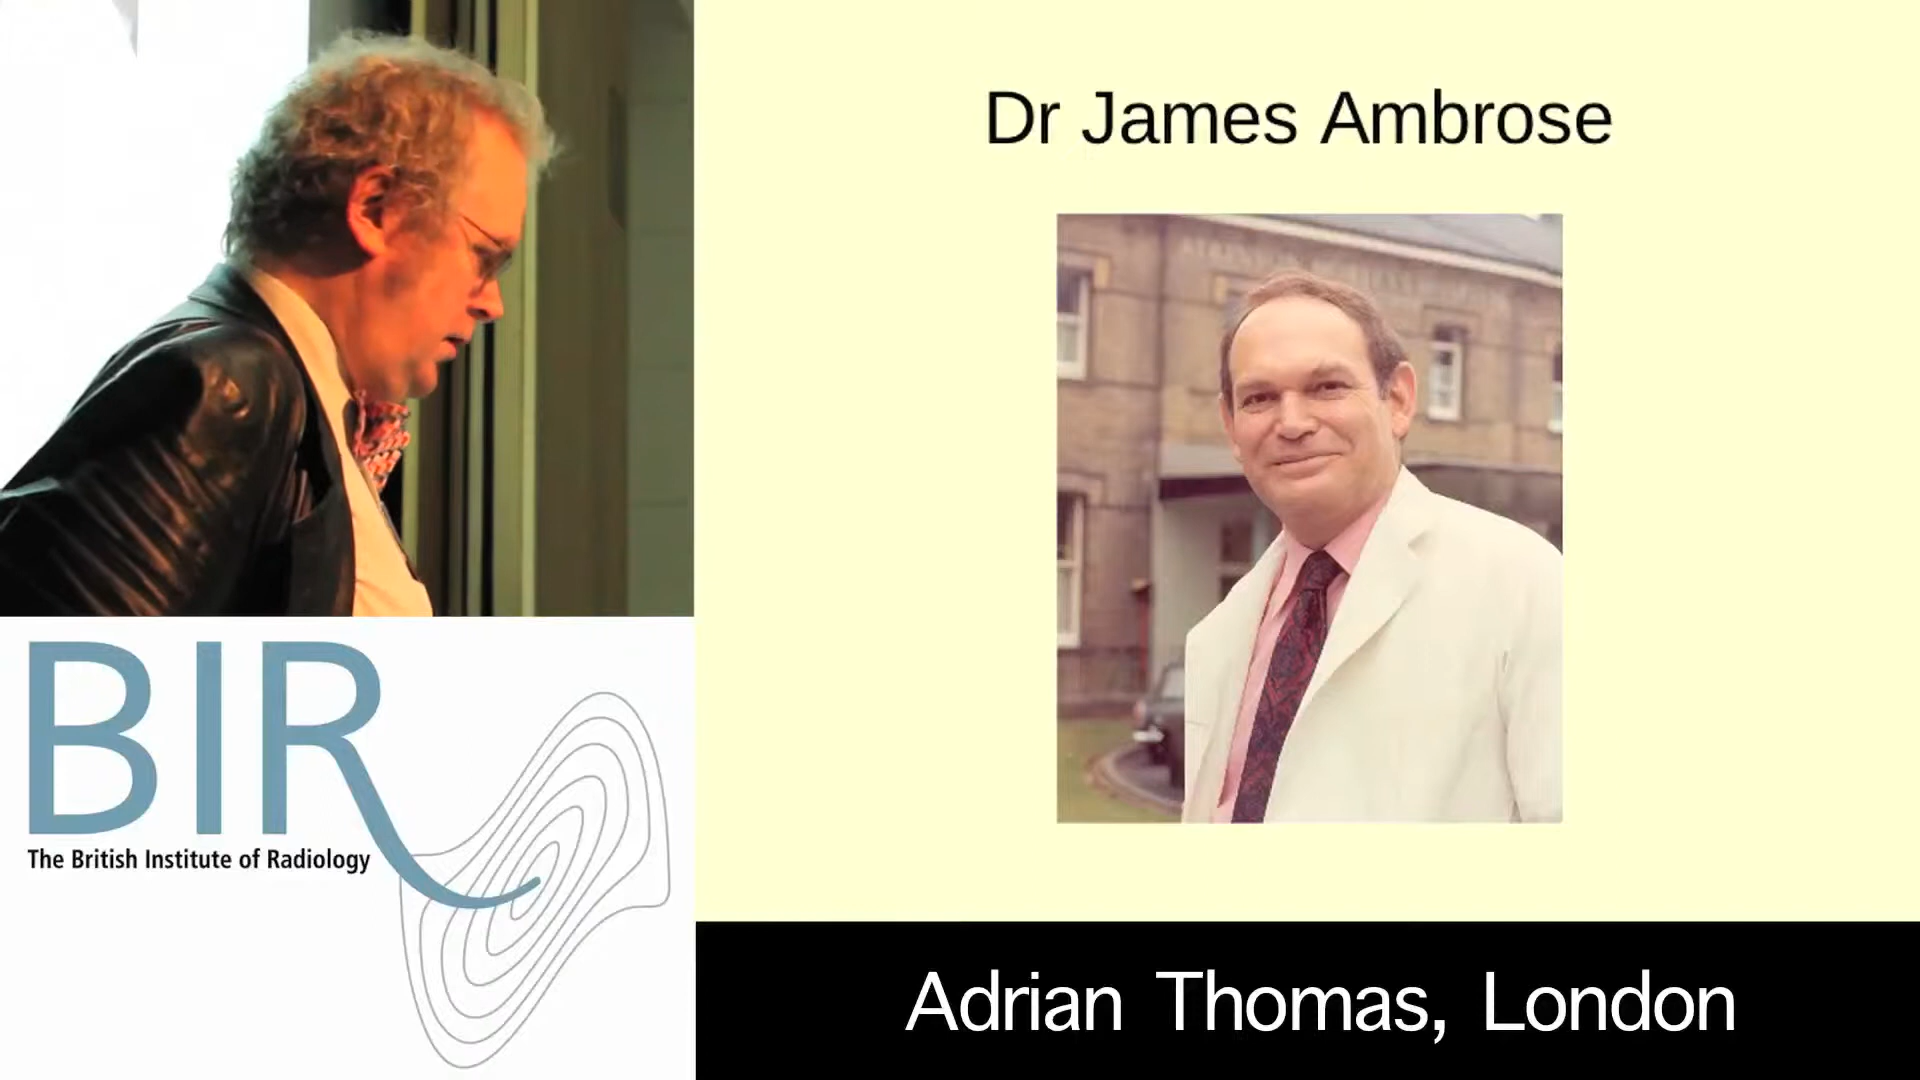 Dr James Ambrose
BIR
The British Institute of Radiology
Adrian Thomas, London